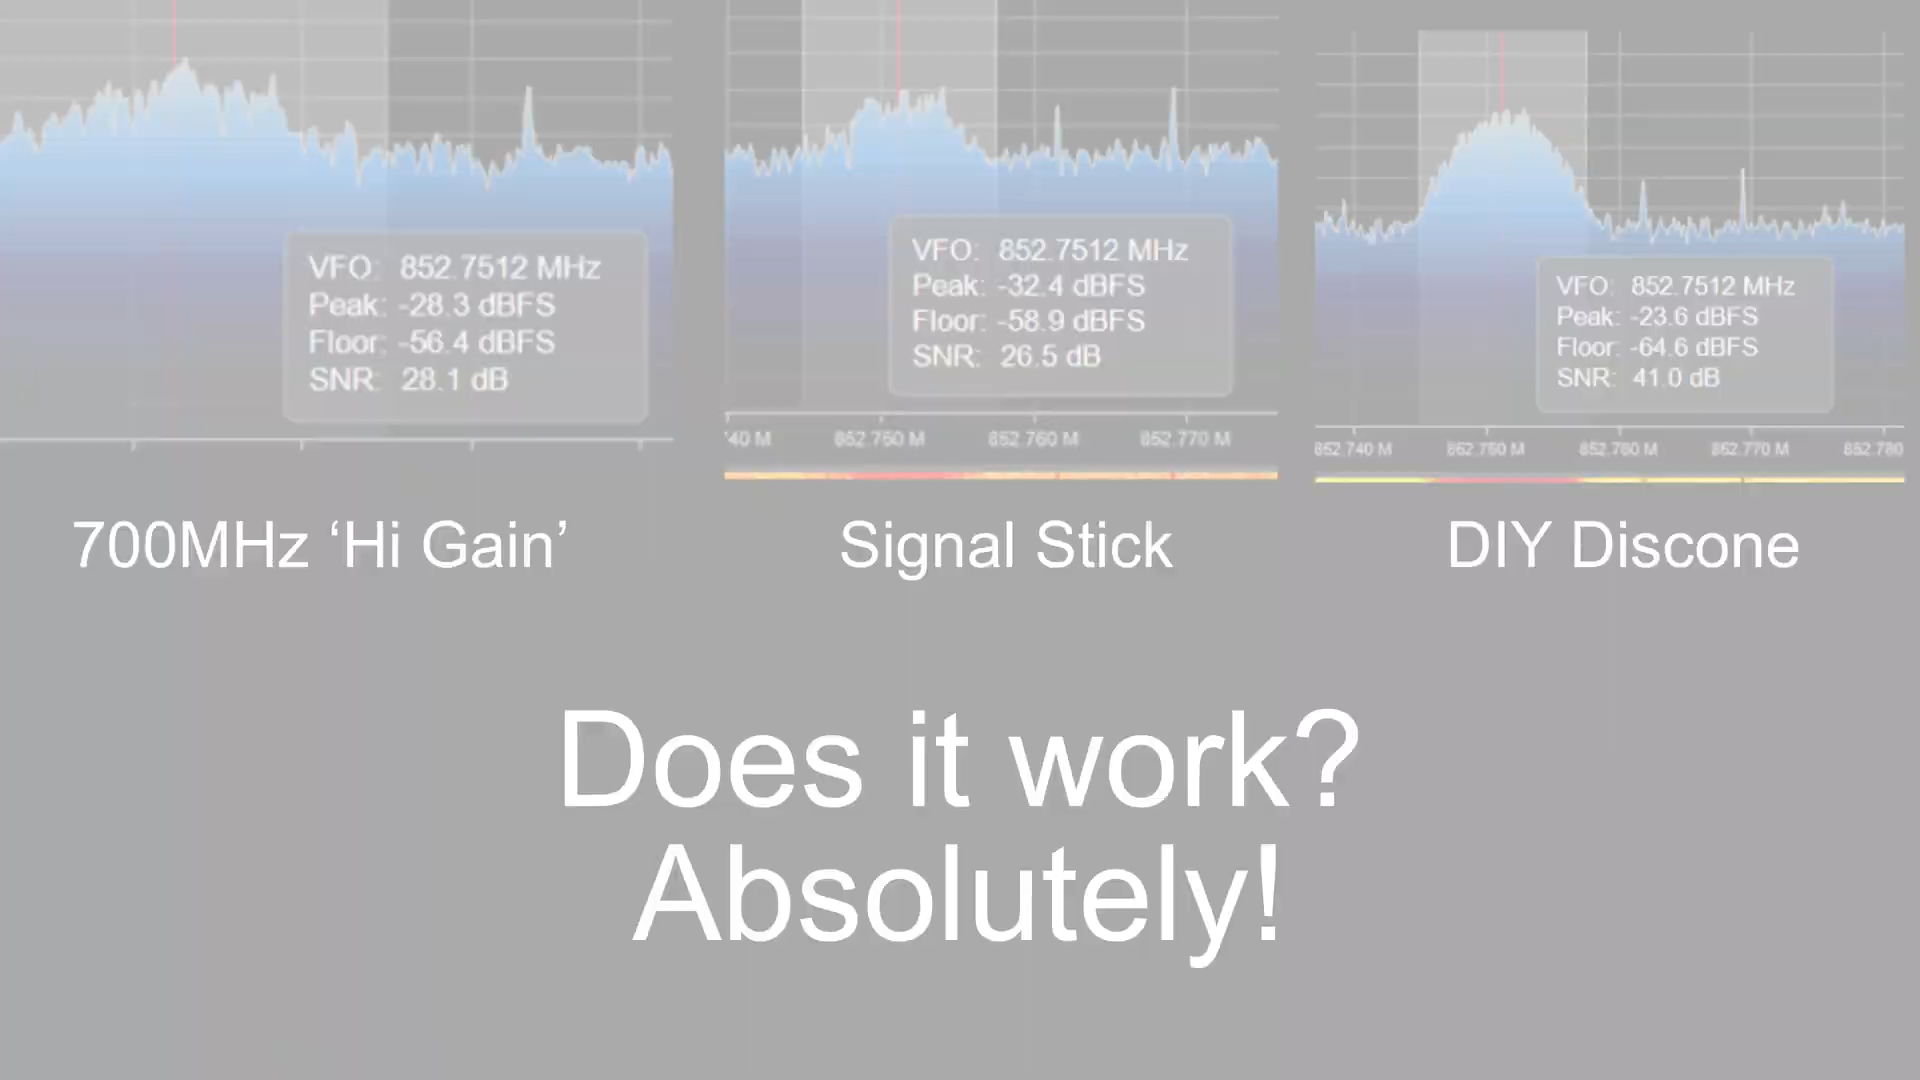 VFO: 852.7512 MHz
Peak: -28.3 dBFS
Floor: -56.4 dBFS
SNR: 28.1 dB
VFO: 852.7512 MHz
Peak: -32.4 dBFS
Floor: -58.9 dBFS
SNR: 26.5 dB
'40 M 852.750 M 852.760 M 852.770 M
VFO: 852.7512 MHz
Peak: -23.6 dBFS
Floor: -64.6 dBFS
SNR: 41.0 dB
852.740 M 852.750 M 852.760 M 852.770 M 852.780
700MHz ‘Hi Gain’
Signal Stick
DIY Discone
Does it work?
Absolutely!